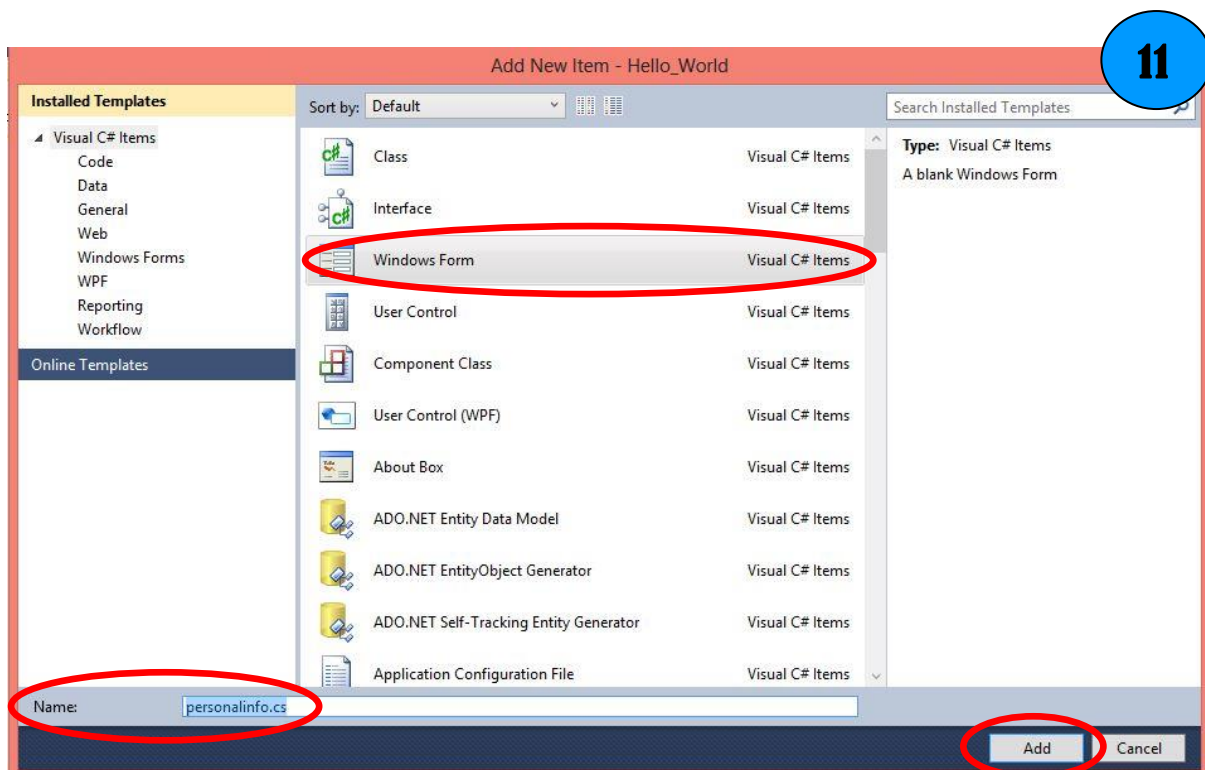 11
Add New Item - Hello_World
Installed Templates
Visual C# Items
Code
Data
General
Web
Windows Forms
WPF
Reporting
Workflow
Online Templates
Sort by: Default
Search Installed Templates
Class Visual C# Items
Interface Visual C# Items
Windows Form Visual C# Items
User Control Visual C# Items
Component Class Visual C# Items
User Control (WPF) Visual C# Items
About Box Visual C# Items
ADO.NET Entity Data Model Visual C# Items
ADO.NET EntityObject Generator Visual C# Items
ADO.NET Self-Tracking Entity Generator Visual C# Items
Application Configuration File Visual C# Items
Type: Visual C# Items
A blank Windows Form
Name: personalinfo.cs
Add Cancel